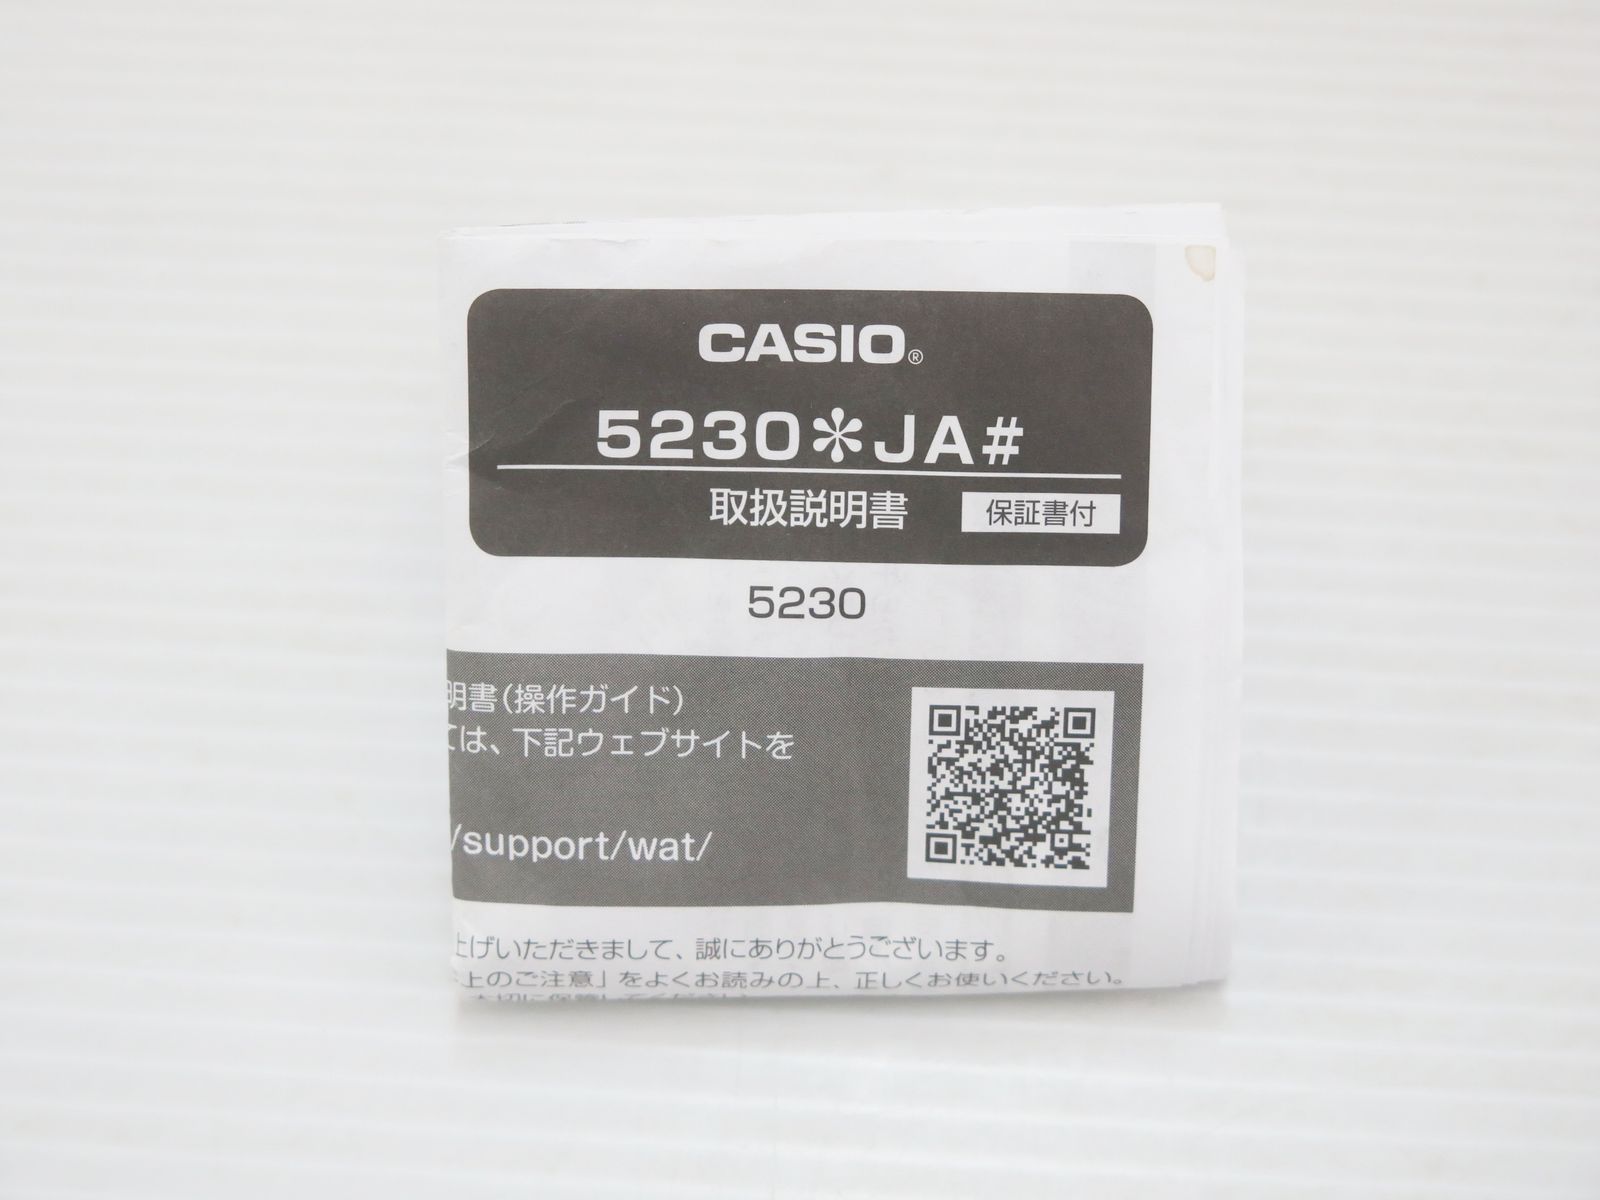 CASIO®
5230✽JA#
取扱説明書 保証書付
5230
明書(操作ガイド)
ては、下記ウェブサイトを
/support/wat/
上げいただきまして、誠にありがとうございます。
上のご注意」をよくお読みの上、正しくお使いください。